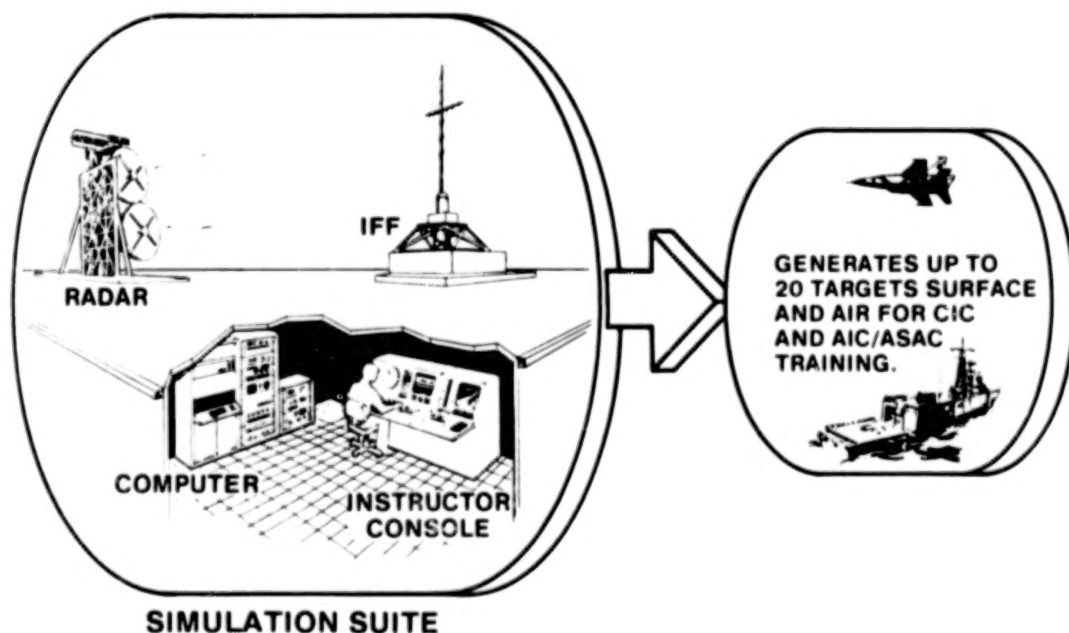 IFF
RADAR
COMPUTER
INSTRUCTOR
CONSOLE
SIMULATION SUITE
GENERATES UP TO
20 TARGETS SURFACE
AND AIR FOR CIC
AND AIC/ASAC
TRAINING.